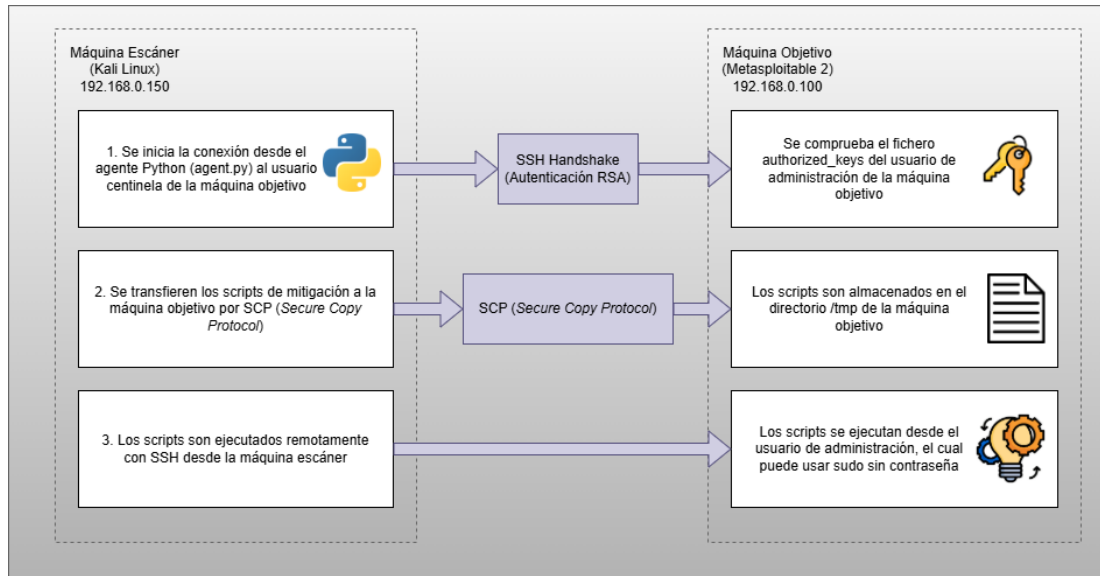 Máquina Escáner
(Kali Linux)
192.168.0.150
Máquina Objetivo
(Metasploitable 2)
192.168.0.100
1. Se inicia la conexión desde el
agente Python (agent.py) al usuario
centinela de la máquina objetivo
SSH Handshake
(Autenticación RSA)
Se comprueba el fichero
authorized_keys del usuario de
administración de la máquina
objetivo
2. Se transfieren los scripts de mitigación a la
máquina objetivo por SCP (Secure Copy
Protocol)
SCP (Secure Copy Protocol)
Los scripts son almacenados en el
directorio /tmp de la máquina
objetivo
3. Los scripts son ejecutados remotamente
con SSH desde la máquina escáner
Los scripts se ejecutan desde el
usuario de administración, el cual
puede usar sudo sin contraseña